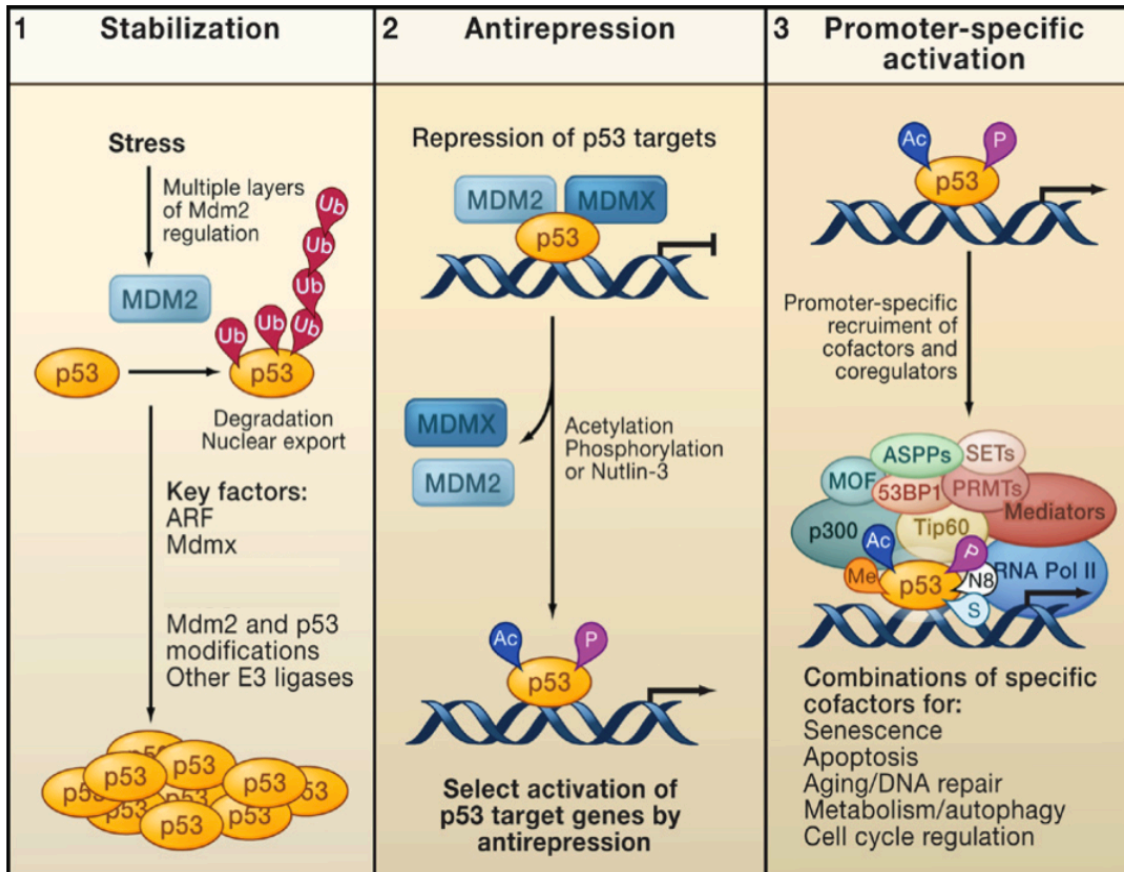 1 Stabilization
Stress
Multiple layers
of Mdm2
regulation
Ub
Ub
Ub
Ub
Ub
Ub
MDM2
p53
p53
Degradation
Nuclear export
Key factors:
ARF
Mdmx
Mdm2 and p53
modifications
Other E3 ligases
p53
p53
p53
p53
p53
p53
p53
p53
p53
2 Antirepression
Repression of p53 targets
MDM2 MDMX
p53
MDMX
MDM2
Acetylation
Phosphorylation
or Nutlin-3
Ac P
p53
Select activation of
p53 target genes by
antirepression
3 Promoter-specific
activation
Ac P
p53
Promoter-specific
recruiment of
cofactors and
coregulators
ASPPs SETs
MOF 53BP1 PRMTs
p300 Tip60 Mediators
Ac P
Me p53 N8 RNA Pol II
S
Combinations of specific
cofactors for:
Senescence
Apoptosis
Aging/DNA repair
Metabolism/autophagy
Cell cycle regulation